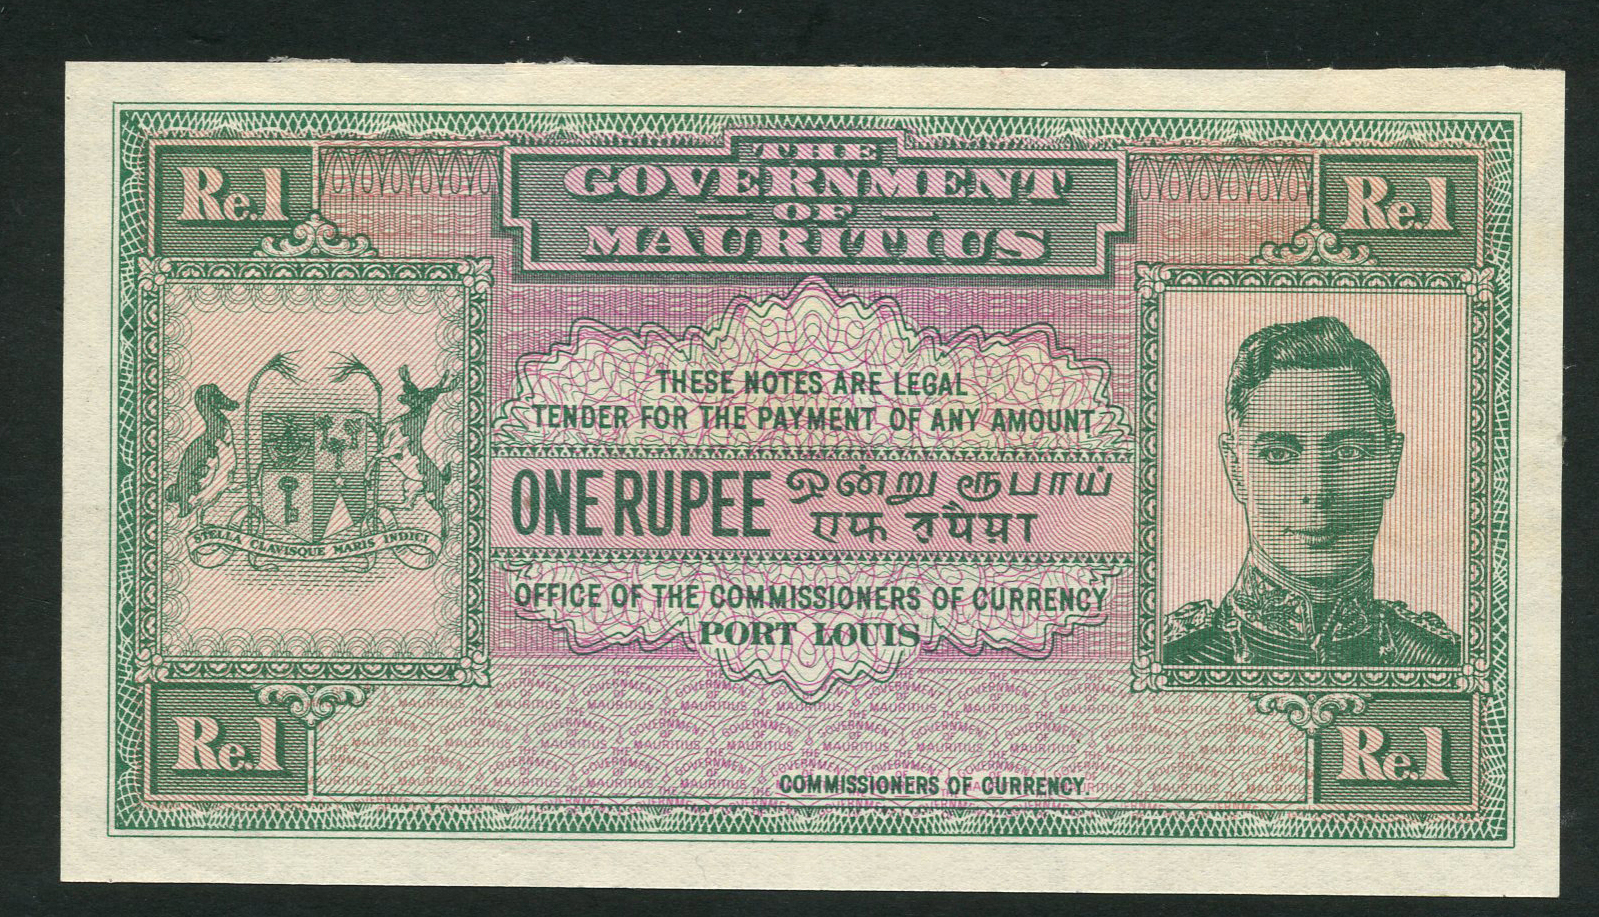 THE
GOVERNMENT
OF
MAURITIUS
Re.1
Re.1
THESE NOTES ARE LEGAL
TENDER FOR THE PAYMENT OF ANY AMOUNT
ONE RUPEE
ஒன்று ரூபாய்
एक रुपैया
STELLA CLAVISQUE MARIS INDICI
OFFICE OF THE COMMISSIONERS OF CURRENCY
PORT LOUIS
Re.1
Re.1
COMMISSIONERS OF CURRENCY.